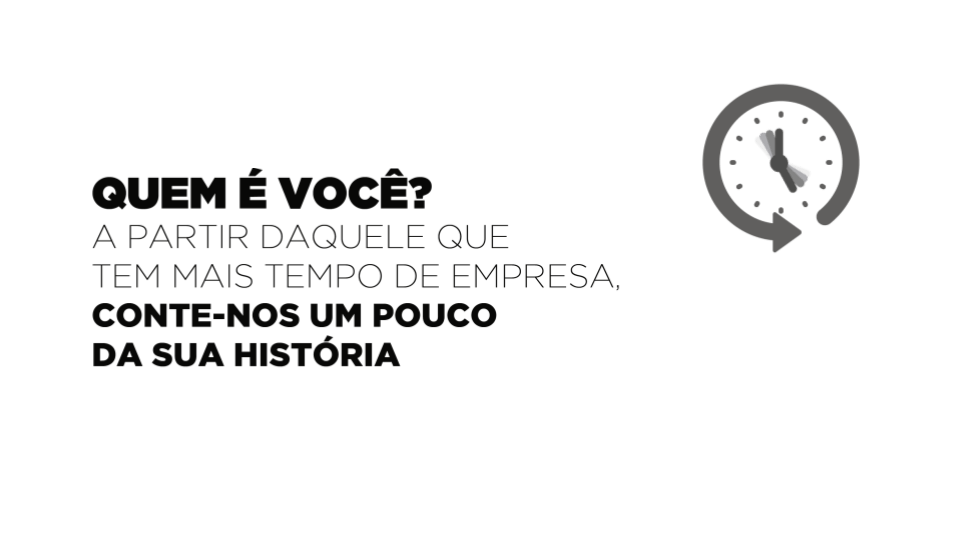 QUEM É VOCÊ?
A PARTIR DAQUELE QUE
TEM MAIS TEMPO DE EMPRESA,
CONTE-NOS UM POUCO
DA SUA HISTÓRIA